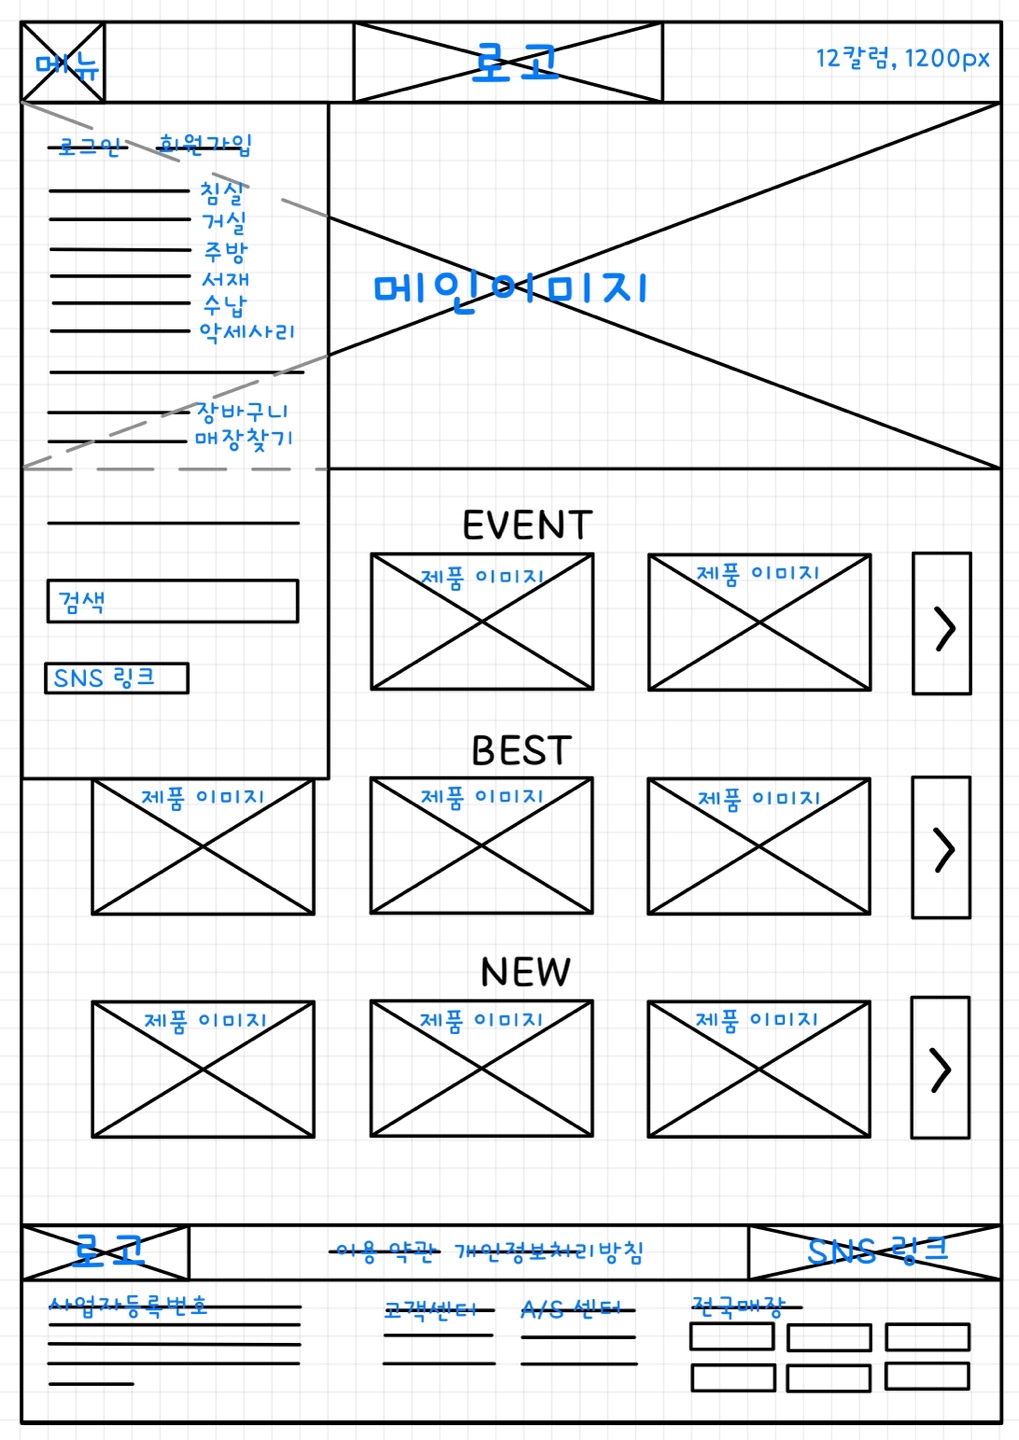 메뉴 로고 12칼럼, 1200px
로그인 회원가입
침실
거실
주방
서재
수납
악세사리
장바구니
매장찾기
검색
SNS 링크
메인이미지
EVENT
제품 이미지 제품 이미지
BEST
제품 이미지 제품 이미지 제품 이미지
NEW
제품 이미지 제품 이미지 제품 이미지
로고 이용 약관 개인정보처리방침 SNS 링크
사업자등록번호 고객센터 A/S 센터 전국매장